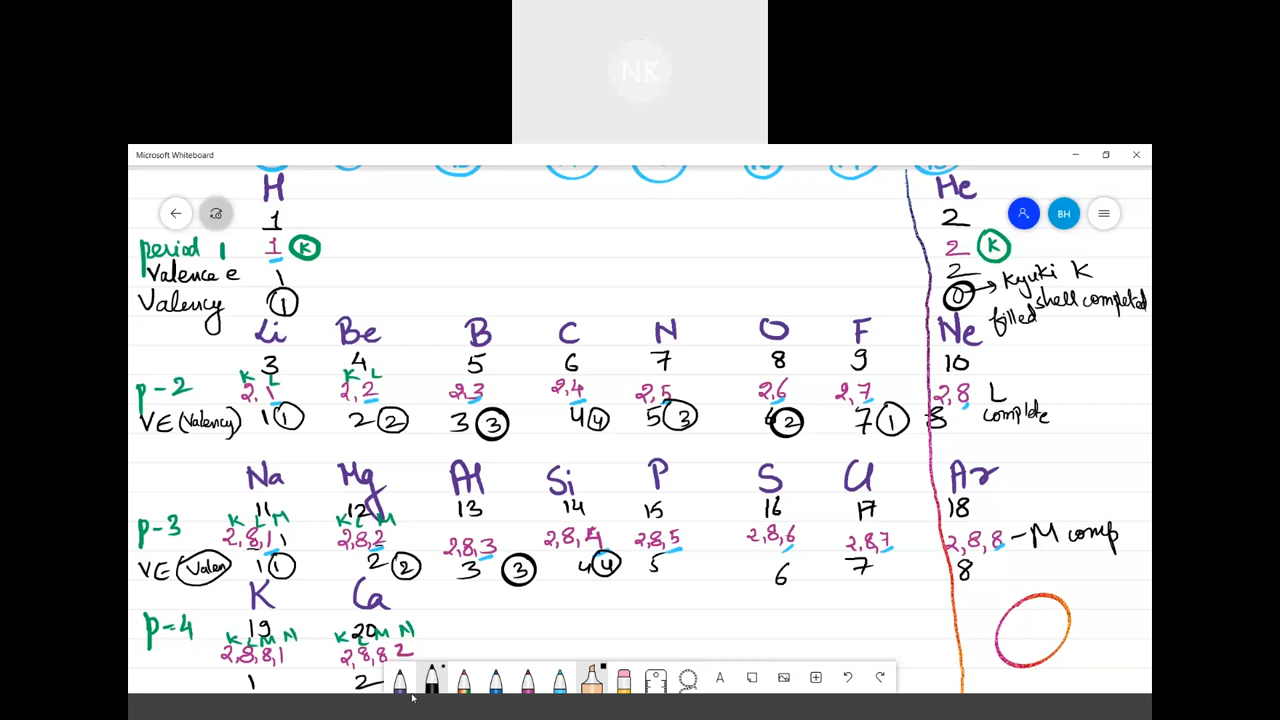 NK
Microsoft Whiteboard
H He
1 2
period 1 1 K 2 K
BH
Valence e 1 2
Valency 1 0 → Kyuki K
shell completed
filled
Li Be B C N O F Ne
3 4 5 6 7 8 9 10
K L K L
p-2 2,1 2,2 2,3 2,4 2,5 2,6 2,7 2,8 L
complete
VE (Valency) 1 1 2 2 3 3 4 4 5 3 6 2 7 1 8
Na Mg Al Si P S Cl Ar
11 12 13 14 15 16 17 18
K L M K L M
p-3 2,8,1 1 2,8,2 2,8,3 2,8,4 2,8,5 2,8,6 2,8,7 2,8,8 - M comp
VE (Valen) 1 1 2 2 3 3 4 4 5 6 7 8
K Ca
p=4 19 20
K L M N K L M N
2,8,8,1 2,8,8 2
1 2
A